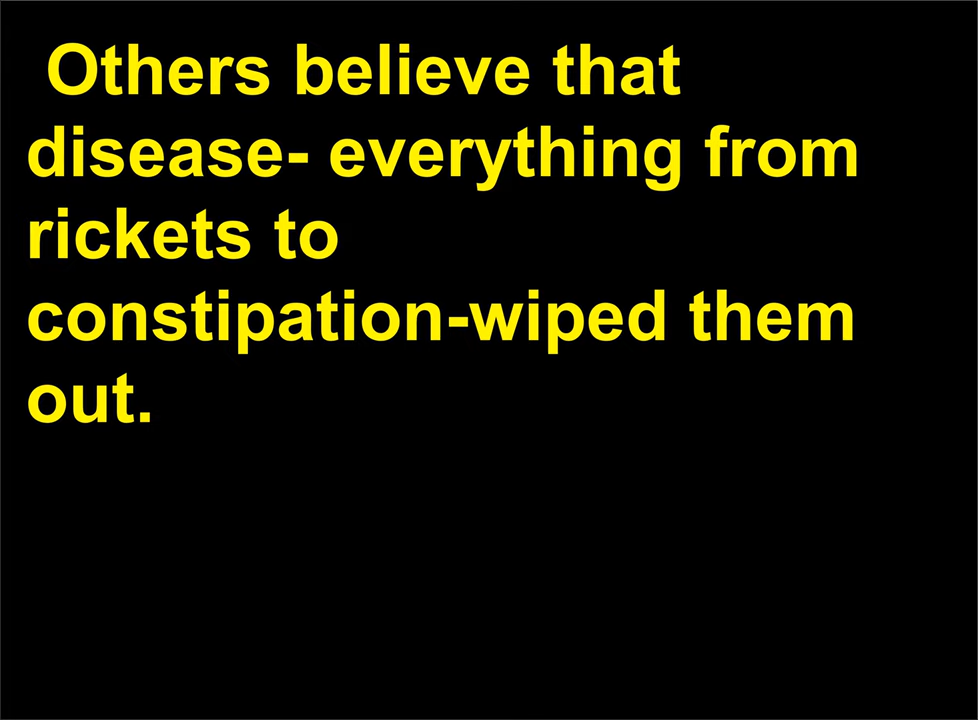 Others believe that
disease- everything from
rickets to
constipation-wiped them
out.